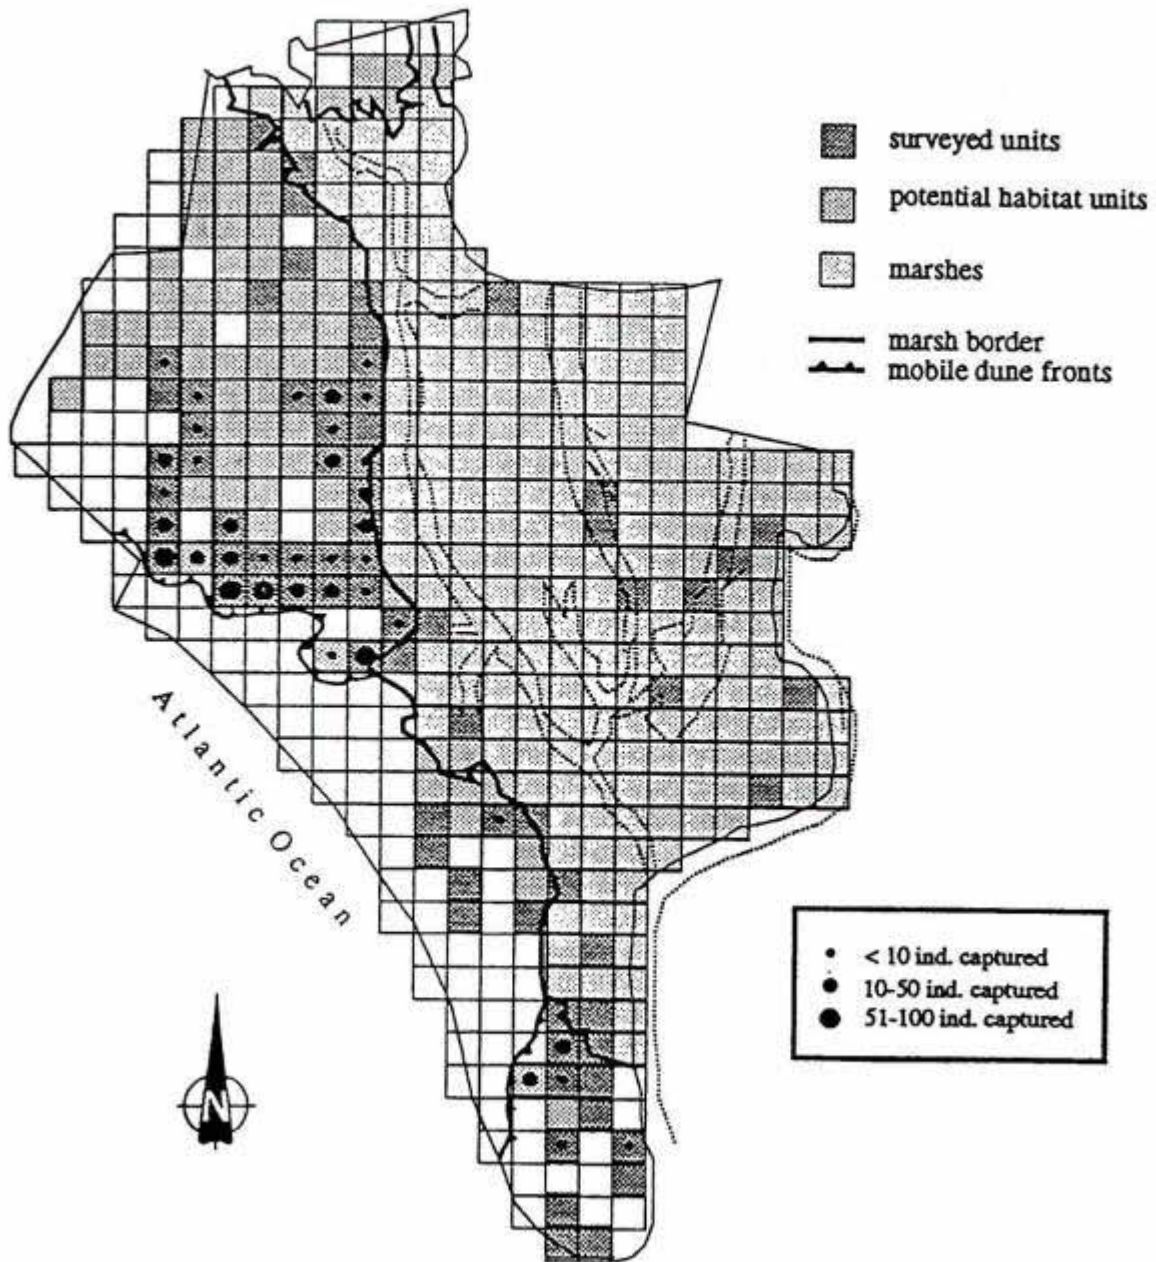 surveyed units
potential habitat units
marshes
marsh border
mobile dune fronts
Atlantic Ocean
< 10 ind. captured
10-50 ind. captured
51-100 ind. captured
N